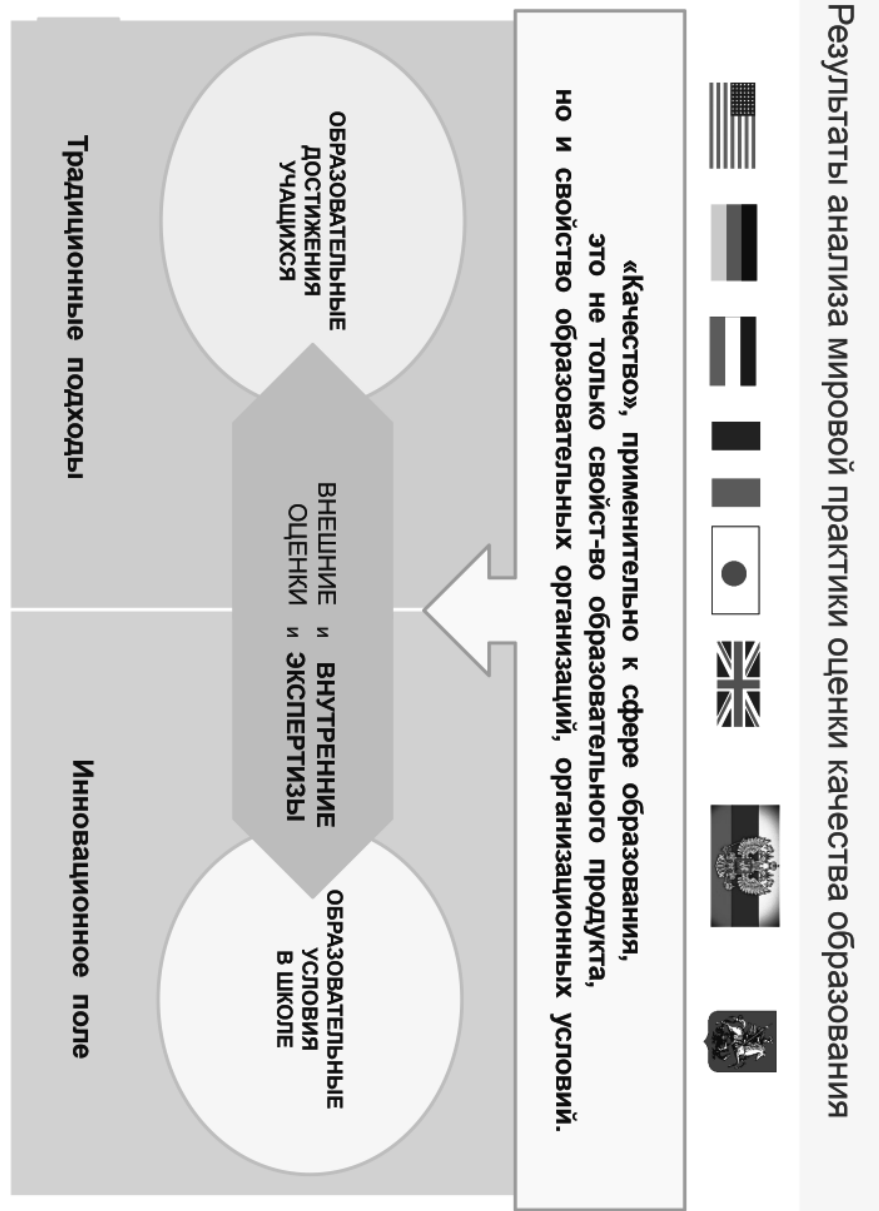 Результаты анализа мировой практики оценки качества образования
«Качество», применительно к сфере образования,
это не только свойст-во образовательного продукта,
но и свойство образовательных организаций, организационных условий.
ОБРАЗОВАТЕЛЬНЫЕ
ДОСТИЖЕНИЯ
УЧАЩИХСЯ
ВНЕШНИЕ и ВНУТРЕННИЕ
ОЦЕНКИ и ЭКСПЕРТИЗЫ
ОБРАЗОВАТЕЛЬНЫЕ
УСЛОВИЯ
В ШКОЛЕ
Традиционные подходы
Инновационное поле